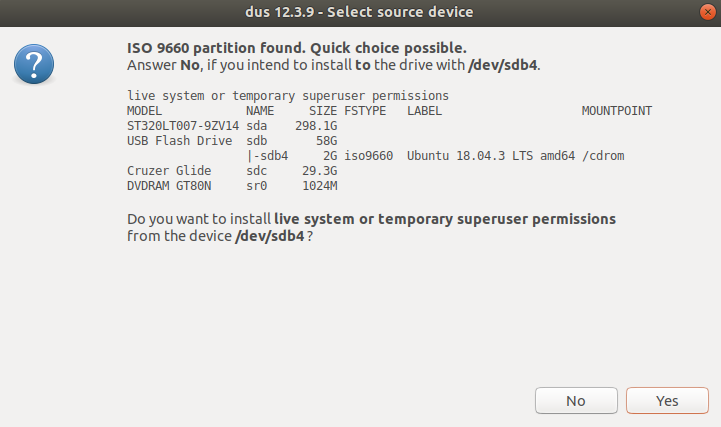 dus 12.3.9 - Select source device
ISO 9660 partition found. Quick choice possible.
Answer No, if you intend to install to the drive with /dev/sdb4.
live system or temporary superuser permissions
MODEL NAME SIZE FSTYPE LABEL MOUNTPOINT
ST320LT007-9ZV14 sda 298.1G
USB Flash Drive sdb 58G
|-sdb4 2G iso9660 Ubuntu 18.04.3 LTS amd64 /cdrom
Cruzer Glide sdc 29.3G
DVDRAM GT80N sr0 1024M
Do you want to install live system or temporary superuser permissions
from the device /dev/sdb4 ?
No Yes